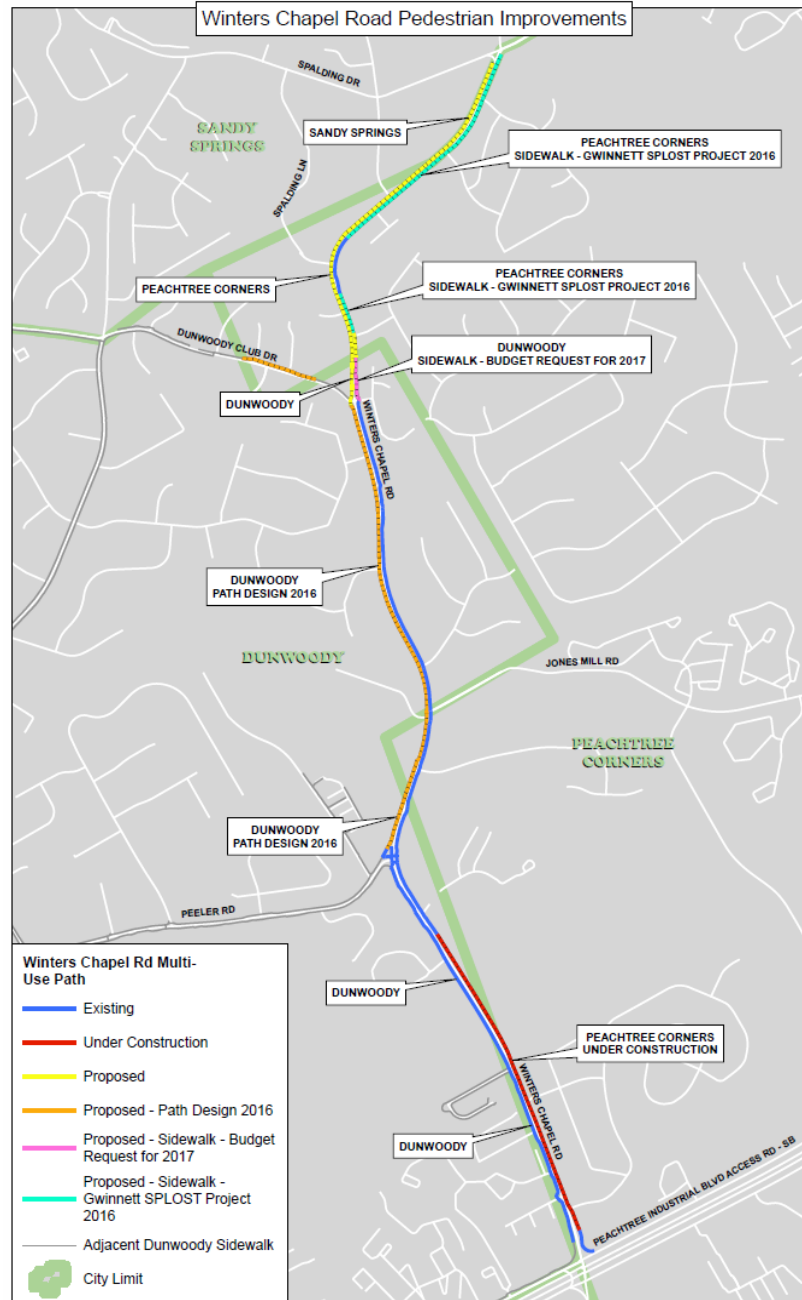 Winters Chapel Road Pedestrian Improvements
SPALDING DR
SANDY
SPRINGS
SANDY SPRINGS
PEACHTREE CORNERS
SIDEWALK - GWINNETT SPLOST PROJECT 2016
SPALDING LN
PEACHTREE CORNERS
PEACHTREE CORNERS
SIDEWALK - GWINNETT SPLOST PROJECT 2016
DUNWOODY CLUB DR
DUNWOODY
SIDEWALK - BUDGET REQUEST FOR 2017
DUNWOODY
WINTERS CHAPEL RD
DUNWOODY
PATH DESIGN 2016
DUNWOODY
JONES MILL RD
PEACHTREE
CORNERS
DUNWOODY
PATH DESIGN 2016
PEELER RD
DUNWOODY
PEACHTREE CORNERS
UNDER CONSTRUCTION
WINTERS CHAPEL RD
DUNWOODY
PEACHTREE INDUSTRIAL BLVD ACCESS RD - SB
Winters Chapel Rd Multi-
Use Path
Existing
Under Construction
Proposed
Proposed - Path Design 2016
Proposed - Sidewalk - Budget
Request for 2017
Proposed - Sidewalk -
Gwinnett SPLOST Project
2016
Adjacent Dunwoody Sidewalk
City Limit